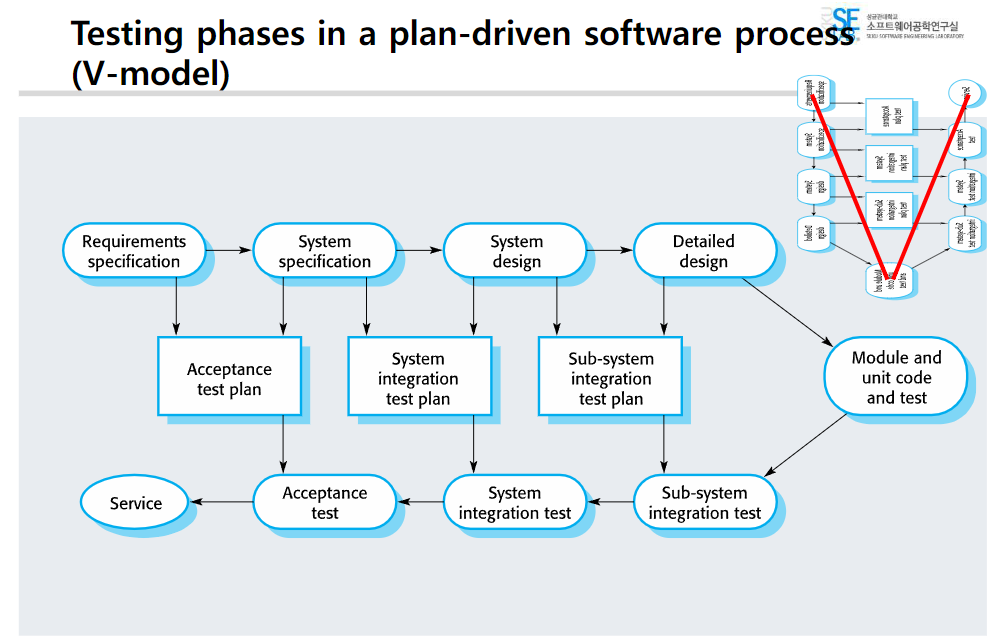 Testing phases in a plan-driven software process
(V-model)
성균관대학교
소프트웨어공학연구실
SKKU SOFTWARE ENGINEERING LABORATORY
Requirements
specification
System
specification
System
design
Detailed
design
Acceptance
test plan
System
integration
test plan
Sub-system
integration
test plan
Module and
unit code
and test
Service
Acceptance
test
System
integration test
Sub-system
integration test